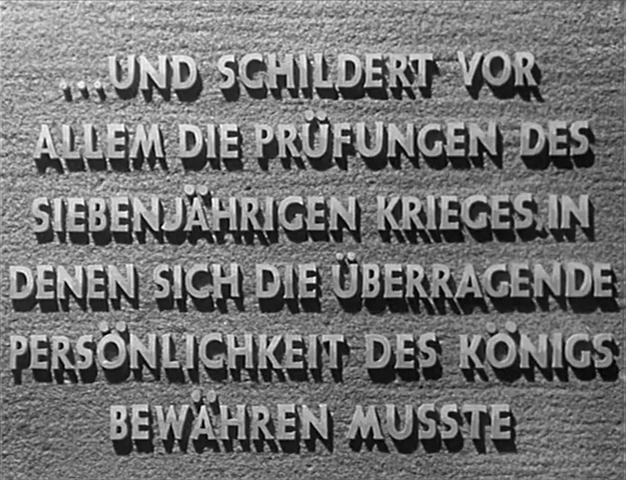 ...UND SCHILDERT VOR
ALLEM DIE PRÜFUNGEN DES
SIEBENJÄHRIGEN KRIEGES, IN
DENEN SICH DIE ÜBERRAGENDE
PERSÖNLICHKEIT DES KÖNIGS
BEWÄHREN MUSSTE